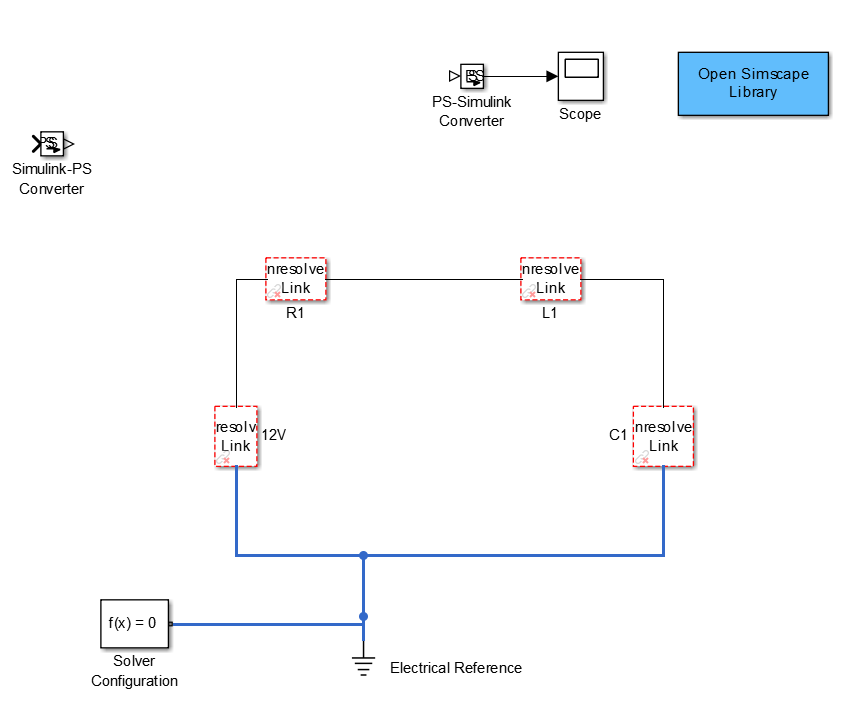 Open Simscape
Library
PS-Simulink
Converter
Scope
Simulink-PS
Converter
nresolve
Link
R1
nresolve
Link
L1
resolv
Link
12V
C1
nresolve
Link
f(x) = 0
Solver
Configuration
Electrical Reference